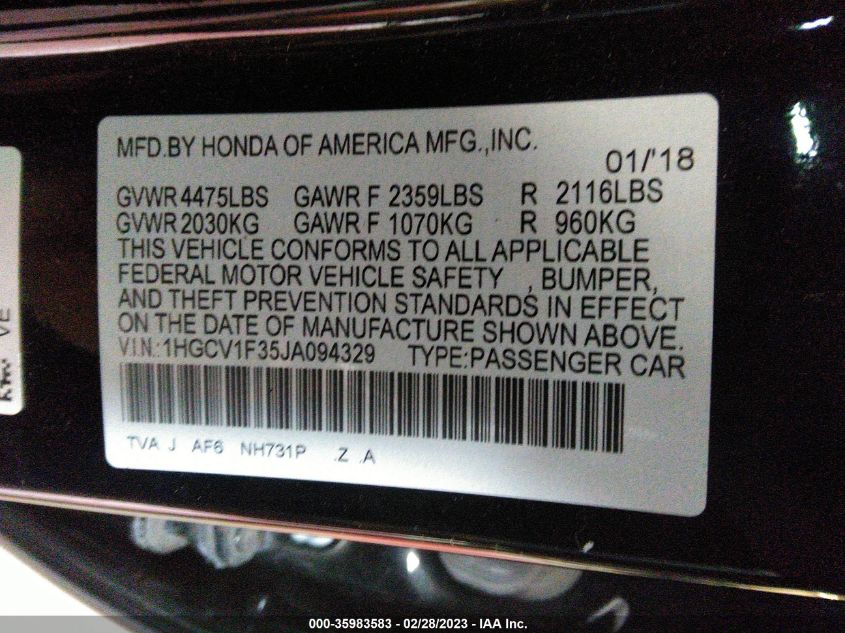 MFD.BY HONDA OF AMERICA MFG.,INC.
01/'18
GVWR 4475LBS GAWR F 2359LBS R 2116LBS
GVWR 2030KG GAWR F 1070KG R 960KG
THIS VEHICLE CONFORMS TO ALL APPLICABLE
FEDERAL MOTOR VEHICLE SAFETY , BUMPER,
AND THEFT PREVENTION STANDARDS IN EFFECT
ON THE DATE OF MANUFACTURE SHOWN ABOVE.
V.I.N.:1HGCV1F35JA094329 TYPE:PASSENGER CAR
TVA J AF6 NH731P .Z .A
VE
000-35983583 / 02/28/2023 - IAA Inc.